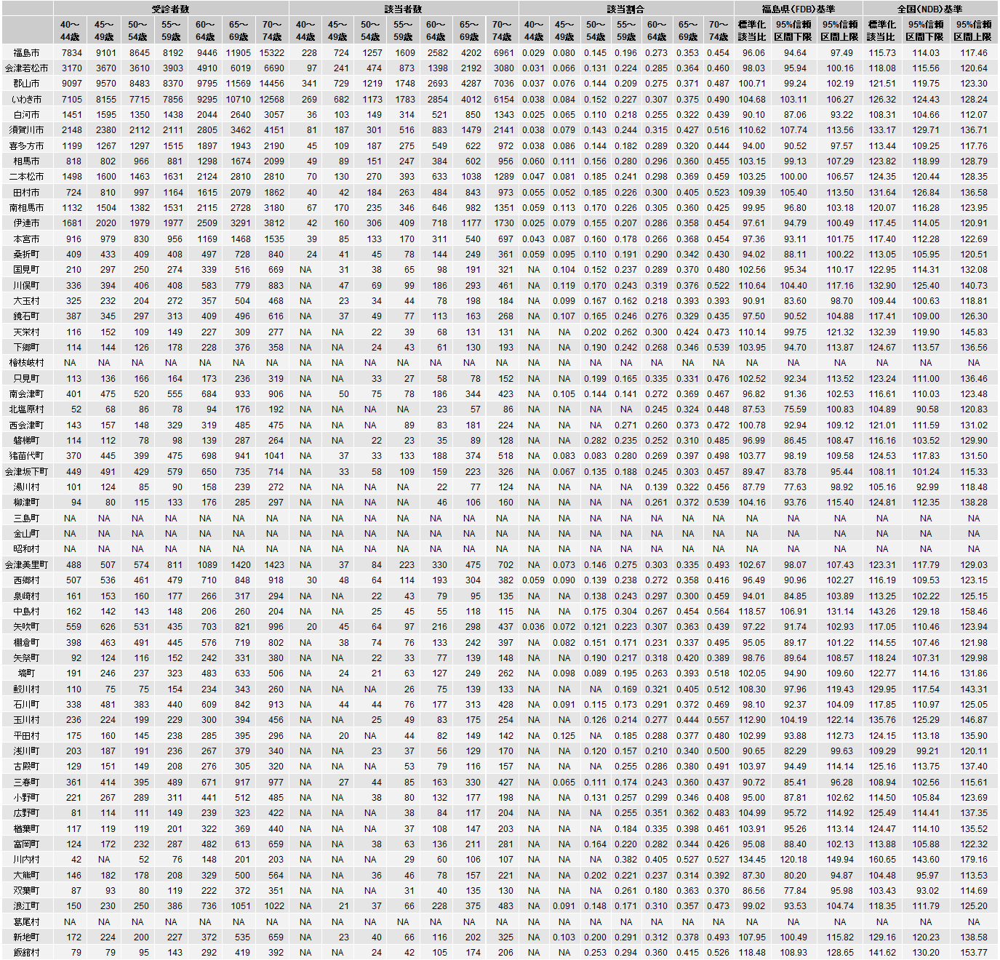 受診者数 該当者数 該当割合 福島県(FDB)基準 全国(NDB)基準
40～ 45～ 50～ 55～ 60～ 65～ 70～ 40～ 45～ 50～ 55～ 60～ 65～ 70～ 40～ 45～ 50～ 55～ 60～ 65～ 70～ 標準化 95%信頼 95%信頼 標準化 95%信頼 95%信頼
44歳 49歳 54歳 59歳 64歳 69歳 74歳 44歳 49歳 54歳 59歳 64歳 69歳 74歳 44歳 49歳 54歳 59歳 64歳 69歳 74歳 該当比 区間下限 区間上限 該当比 区間下限 区間上限
福島市 7834 9101 8645 8192 9446 11905 15322 228 724 1257 1609 2582 4202 6961 0.029 0.080 0.145 0.196 0.273 0.353 0.454 96.06 94.64 97.49 115.73 114.03 117.46
会津若松市 3170 3670 3610 3903 4910 6019 6690 97 241 474 873 1398 2192 3080 0.031 0.066 0.131 0.224 0.285 0.364 0.460 98.03 95.94 100.16 118.08 115.56 120.64
郡山市 9097 9570 8483 8370 9795 11569 14456 341 729 1219 1748 2693 4287 7036 0.037 0.076 0.144 0.209 0.275 0.371 0.487 100.71 99.24 102.19 121.51 119.75 123.30
いわき市 7105 8155 7715 7856 9295 10710 12568 269 682 1173 1783 2854 4012 6154 0.038 0.084 0.152 0.227 0.307 0.375 0.490 104.68 103.11 106.27 126.32 124.43 128.24
白河市 1451 1595 1350 1438 2044 2640 3057 36 103 149 314 521 850 1343 0.025 0.065 0.110 0.218 0.255 0.322 0.439 90.10 87.06 93.22 108.31 104.66 112.07
須賀川市 2148 2380 2112 2111 2805 3462 4151 81 187 301 516 883 1479 2141 0.038 0.079 0.143 0.244 0.315 0.427 0.516 110.62 107.74 113.56 133.17 129.71 136.71
喜多方市 1199 1267 1297 1515 1897 1943 2190 45 109 187 275 549 622 972 0.038 0.086 0.144 0.182 0.289 0.320 0.444 94.00 90.52 97.57 113.44 109.25 117.76
相馬市 818 802 966 881 1298 1674 2099 49 89 151 247 384 602 956 0.060 0.111 0.156 0.280 0.296 0.360 0.455 103.15 99.13 107.29 123.82 118.99 128.79
二本松市 1498 1600 1463 1631 2124 2810 2810 70 130 270 393 633 1038 1289 0.047 0.081 0.185 0.241 0.298 0.369 0.459 103.25 100.00 106.57 124.35 120.44 128.35
田村市 724 810 997 1164 1615 2079 1862 40 42 184 263 484 843 973 0.055 0.052 0.185 0.226 0.300 0.405 0.523 109.39 105.40 113.50 131.64 126.84 136.58
南相馬市 1132 1504 1382 1531 2115 2728 3180 67 170 235 346 646 982 1351 0.059 0.113 0.170 0.226 0.305 0.360 0.425 99.95 96.80 103.18 120.07 116.28 123.95
伊達市 1681 2020 1979 1977 2509 3291 3812 42 160 306 409 718 1177 1730 0.025 0.079 0.155 0.207 0.286 0.358 0.454 97.61 94.79 100.49 117.45 114.05 120.91
本宮市 916 979 830 956 1169 1468 1535 39 85 133 170 311 540 697 0.043 0.087 0.160 0.178 0.266 0.368 0.454 97.36 93.11 101.75 117.40 112.28 122.69
桑折町 409 433 409 408 497 728 840 24 41 45 78 144 249 361 0.059 0.095 0.110 0.191 0.290 0.342 0.430 94.02 88.11 100.22 113.05 105.95 120.51
国見町 210 297 250 274 339 516 669 NA 31 38 65 98 191 321 NA 0.104 0.152 0.237 0.289 0.370 0.480 102.56 95.34 110.17 122.95 114.31 132.08
川俣町 336 394 406 408 583 779 883 NA 47 69 99 186 293 461 NA 0.119 0.170 0.243 0.319 0.376 0.522 110.64 104.40 117.16 132.90 125.40 140.73
大玉村 325 232 204 272 357 504 468 NA 23 34 44 78 198 184 NA 0.099 0.167 0.162 0.218 0.393 0.393 90.91 83.60 98.70 109.44 100.63 118.81
鏡石町 387 345 297 313 409 496 616 NA 37 49 77 113 163 268 NA 0.107 0.165 0.246 0.276 0.329 0.435 97.50 90.52 104.88 117.41 109.00 126.30
天栄村 116 152 109 149 227 309 277 NA NA 22 39 68 131 131 NA NA 0.202 0.262 0.300 0.424 0.473 110.14 99.75 121.32 132.39 119.90 145.83
下郷町 114 144 126 178 228 376 358 NA NA 24 43 61 130 193 NA NA 0.190 0.242 0.268 0.346 0.539 103.95 94.70 113.87 124.67 113.57 136.56
檜枝岐村 NA NA NA NA NA NA NA NA NA NA NA NA NA NA NA NA NA NA NA NA NA NA NA NA NA NA NA
只見町 113 136 166 164 173 236 319 NA NA 33 27 58 78 152 NA NA 0.199 0.165 0.335 0.331 0.476 102.52 92.34 113.52 123.24 111.00 136.46
南会津町 401 475 520 555 684 933 906 NA 50 75 78 186 344 423 NA 0.105 0.144 0.141 0.272 0.369 0.467 96.82 91.36 102.53 116.61 110.03 123.48
北塩原村 52 68 86 78 94 176 192 NA NA NA NA 23 57 86 NA NA NA NA 0.245 0.324 0.448 87.53 75.59 100.83 104.89 90.58 120.83
西会津町 143 157 148 329 319 485 475 NA NA NA 89 83 181 224 NA NA NA 0.271 0.260 0.373 0.472 100.78 92.94 109.12 121.01 111.59 131.02
磐梯町 114 112 78 98 139 287 264 NA NA 22 23 35 89 128 NA NA 0.282 0.235 0.252 0.310 0.485 96.99 86.45 108.47 116.16 103.52 129.90
猪苗代町 370 445 399 475 698 941 1041 NA 37 33 133 188 374 518 NA 0.083 0.083 0.280 0.269 0.397 0.498 103.77 98.19 109.58 124.53 117.83 131.50
会津坂下町 449 491 429 579 650 735 714 NA 33 58 109 159 223 326 NA 0.067 0.135 0.188 0.245 0.303 0.457 89.47 83.78 95.44 108.11 101.24 115.33
湯川村 101 124 85 90 158 239 272 NA NA NA NA 22 77 124 NA NA NA NA 0.139 0.322 0.456 87.79 77.63 98.92 105.16 92.99 118.48
柳津町 94 80 115 133 176 285 297 NA NA NA NA 46 106 160 NA NA NA NA 0.261 0.372 0.539 104.16 93.76 115.40 124.81 112.35 138.28
三島町 NA NA NA NA NA NA NA NA NA NA NA NA NA NA NA NA NA NA NA NA NA NA NA NA NA NA NA
金山町 NA NA NA NA NA NA NA NA NA NA NA NA NA NA NA NA NA NA NA NA NA NA NA NA NA NA NA
昭和村 NA NA NA NA NA NA NA NA NA NA NA NA NA NA NA NA NA NA NA NA NA NA NA NA NA NA NA
会津美里町 488 507 574 811 1089 1420 1423 NA 37 84 223 330 475 702 NA 0.073 0.146 0.275 0.303 0.335 0.493 102.67 98.07 107.43 123.31 117.79 129.03
西郷村 507 536 461 479 710 848 918 30 48 64 114 193 304 382 0.059 0.090 0.139 0.238 0.272 0.358 0.416 96.49 90.96 102.27 116.19 109.53 123.15
泉崎村 161 153 160 177 266 317 294 NA NA 22 43 79 95 135 NA NA 0.138 0.243 0.297 0.300 0.459 94.01 84.85 103.89 113.25 102.22 125.15
中島村 162 142 143 148 206 260 204 NA NA 25 45 55 118 115 NA NA 0.175 0.304 0.267 0.454 0.564 118.57 106.91 131.14 143.26 129.18 158.46
矢吹町 559 626 531 435 703 821 996 20 45 64 97 216 298 437 0.036 0.072 0.121 0.223 0.307 0.363 0.439 97.22 91.74 102.93 117.05 110.46 123.94
棚倉町 398 463 491 445 576 719 802 NA 38 74 76 133 242 397 NA 0.082 0.151 0.171 0.231 0.337 0.495 95.05 89.17 101.22 114.55 107.46 121.98
矢祭町 92 124 116 152 242 331 380 NA NA 22 33 77 139 148 NA NA 0.190 0.217 0.318 0.420 0.389 98.76 89.64 108.57 118.24 107.31 129.98
塙町 191 246 237 323 483 633 506 NA 24 21 63 127 249 262 NA 0.098 0.089 0.195 0.263 0.393 0.518 102.05 94.90 109.60 122.77 114.16 131.86
鮫川村 110 75 75 154 234 343 260 NA NA NA 26 75 139 133 NA NA NA 0.169 0.321 0.405 0.512 108.30 97.96 119.43 129.95 117.54 143.31
石川町 338 481 383 440 609 842 913 NA 44 44 76 177 313 428 NA 0.091 0.115 0.173 0.291 0.372 0.469 98.10 92.37 104.09 117.85 110.97 125.05
玉川村 236 224 199 229 300 394 456 NA NA 25 49 83 175 254 NA NA 0.126 0.214 0.277 0.444 0.557 112.90 104.19 122.14 135.76 125.29 146.87
平田村 175 160 145 238 285 395 296 NA 20 NA 44 82 149 142 NA 0.125 NA 0.185 0.288 0.377 0.480 102.99 93.88 112.73 124.15 113.18 135.90
浅川町 203 187 191 236 267 379 340 NA NA 23 37 56 129 170 NA NA 0.120 0.157 0.210 0.340 0.500 90.65 82.29 99.63 109.29 99.21 120.11
古殿町 129 151 149 208 276 305 320 NA NA NA 53 79 116 157 NA NA NA 0.255 0.286 0.380 0.491 103.97 94.49 114.14 125.16 113.75 137.40
三春町 361 414 395 489 671 917 977 NA 27 44 85 163 330 427 NA 0.065 0.111 0.174 0.243 0.360 0.437 90.72 85.41 96.28 108.94 102.56 115.61
小野町 221 267 289 311 441 512 485 NA NA 38 80 132 177 198 NA NA 0.131 0.257 0.299 0.346 0.408 95.00 87.81 102.62 114.50 105.84 123.69
広野町 81 114 111 149 239 323 422 NA NA NA 38 84 117 204 NA NA NA 0.255 0.351 0.362 0.483 104.99 95.72 114.92 125.49 114.41 137.35
楢葉町 117 119 119 201 322 369 440 NA NA NA 37 108 147 203 NA NA NA 0.184 0.335 0.398 0.461 103.91 95.26 113.14 124.47 114.10 135.52
富岡町 124 172 232 287 482 613 659 NA NA 38 63 136 211 281 NA NA 0.164 0.220 0.282 0.344 0.426 95.08 88.40 102.13 113.88 105.88 122.32
川内村 42 NA 52 76 148 201 203 NA NA NA 29 60 106 107 NA NA NA 0.382 0.405 0.527 0.527 134.45 120.18 149.94 160.65 143.60 179.16
大熊町 146 182 178 208 329 500 564 NA NA 36 46 78 157 221 NA NA 0.202 0.221 0.237 0.314 0.392 87.30 80.20 94.87 104.48 95.97 113.53
双葉町 87 93 80 119 222 372 351 NA NA NA 31 40 135 130 NA NA NA 0.261 0.180 0.363 0.370 86.56 77.84 95.98 103.43 93.02 114.69
浪江町 150 230 250 386 736 1051 1022 NA 21 37 66 228 375 483 NA 0.091 0.148 0.171 0.310 0.357 0.473 99.02 93.53 104.74 118.35 111.79 125.20
葛尾村 NA NA NA NA NA NA NA NA NA NA NA NA NA NA NA NA NA NA NA NA NA NA NA NA NA NA NA
新地町 172 224 200 227 372 535 659 NA 23 40 66 116 202 325 NA 0.103 0.200 0.291 0.312 0.378 0.493 107.95 100.49 115.82 129.16 120.23 138.58
飯舘村 79 79 95 143 292 419 392 NA NA 24 42 105 174 206 NA NA 0.253 0.294 0.360 0.415 0.526 118.48 108.93 128.65 141.62 130.20 153.77